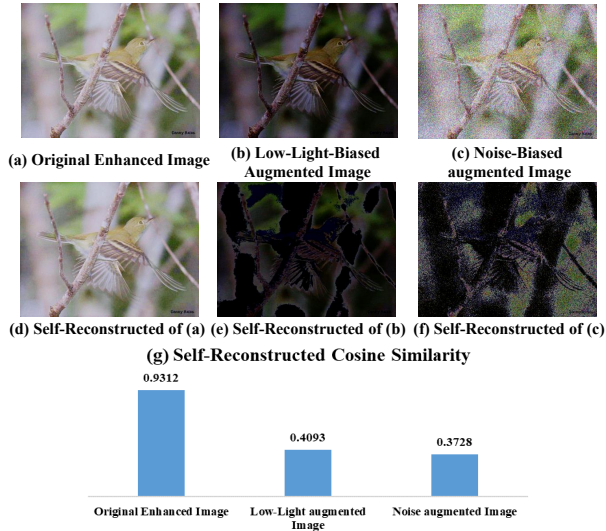 (a) Original Enhanced Image
(b) Low-Light-Biased
Augmented Image
(c) Noise-Biased
augmented Image
(d) Self-Reconstructed of (a)
(e) Self-Reconstructed of (b)
(f) Self-Reconstructed of (c)
(g) Self-Reconstructed Cosine Similarity
0.9312
0.4093
0.3728
Original Enhanced Image
Low-Light augmented
Image
Noise augmented Image